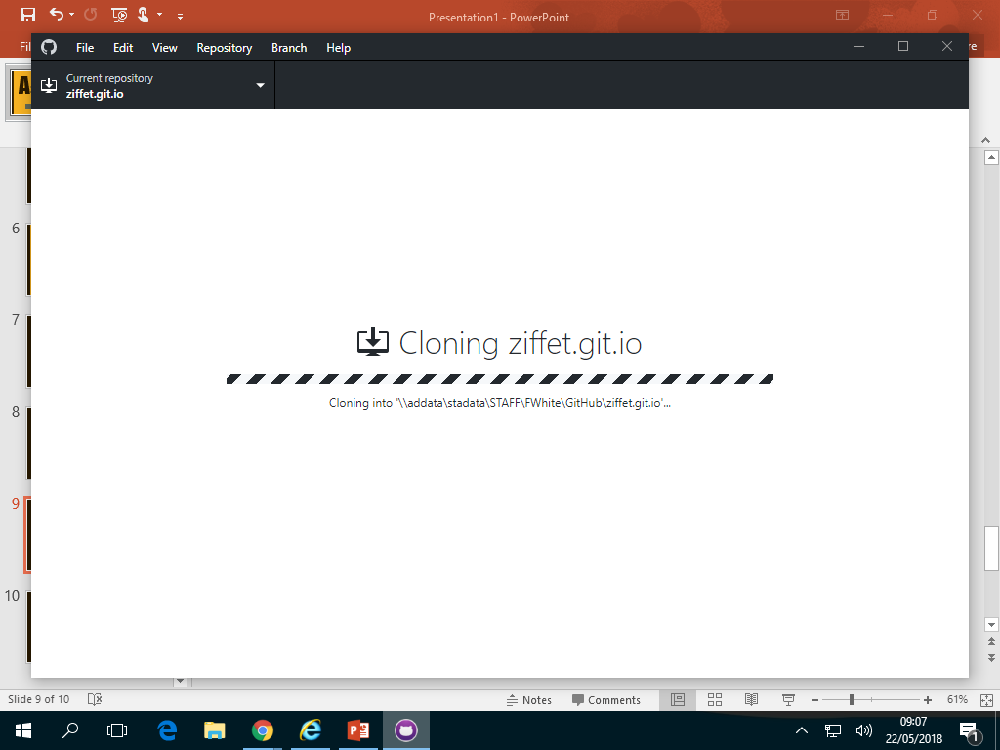 Presentation1 - PowerPoint
File Edit View Repository Branch Help
Current repository
ziffet.git.io
6
7
8
9
10
Cloning ziffet.git.io
Cloning into '\\addata\stadata\STAFF\FWhite\GitHub\ziffet.git.io'...
Slide 9 of 10 Notes Comments 61%
09:07
22/05/2018
1